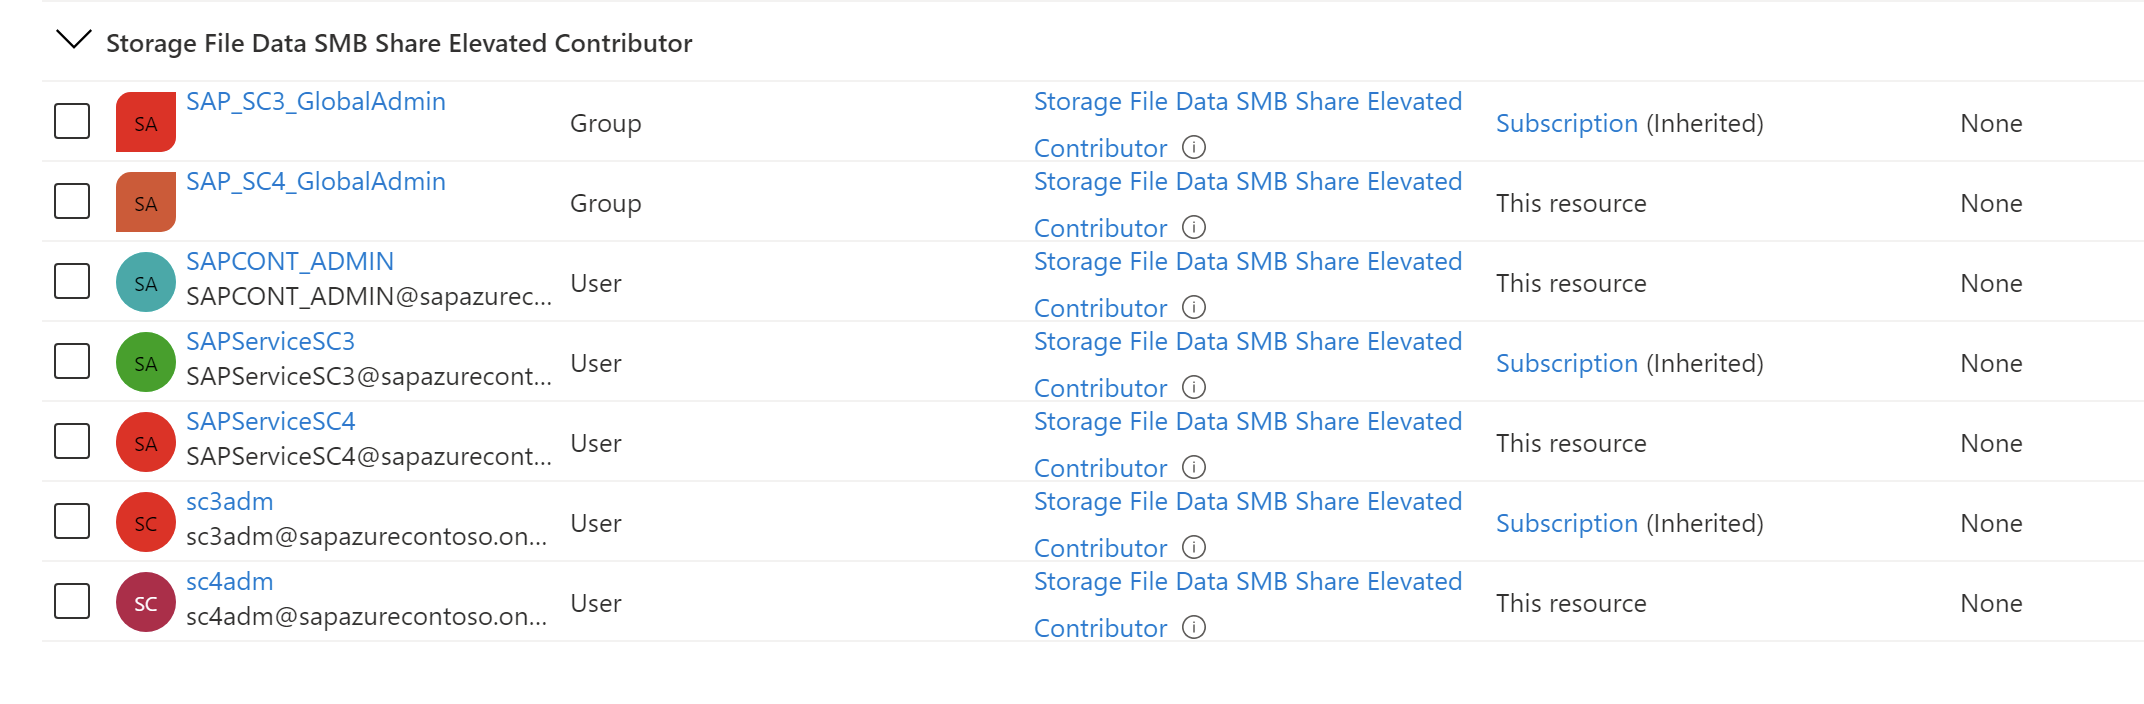 Storage File Data SMB Share Elevated Contributor
SA
SAP_SC3_GlobalAdmin
Group
Storage File Data SMB Share Elevated
Contributor
Subscription (Inherited)
None
SA
SAP_SC4_GlobalAdmin
Group
Storage File Data SMB Share Elevated
Contributor
This resource
None
SA
SAPCONT_ADMIN
SAPCONT_ADMIN@sapazurec...
User
Storage File Data SMB Share Elevated
Contributor
This resource
None
SA
SAPServiceSC3
SAPServiceSC3@sapazurecont...
User
Storage File Data SMB Share Elevated
Contributor
Subscription (Inherited)
None
SA
SAPServiceSC4
SAPServiceSC4@sapazurecont...
User
Storage File Data SMB Share Elevated
Contributor
This resource
None
SC
sc3adm
sc3adm@sapazurecontoso.on...
User
Storage File Data SMB Share Elevated
Contributor
Subscription (Inherited)
None
SC
sc4adm
sc4adm@sapazurecontoso.on...
User
Storage File Data SMB Share Elevated
Contributor
This resource
None